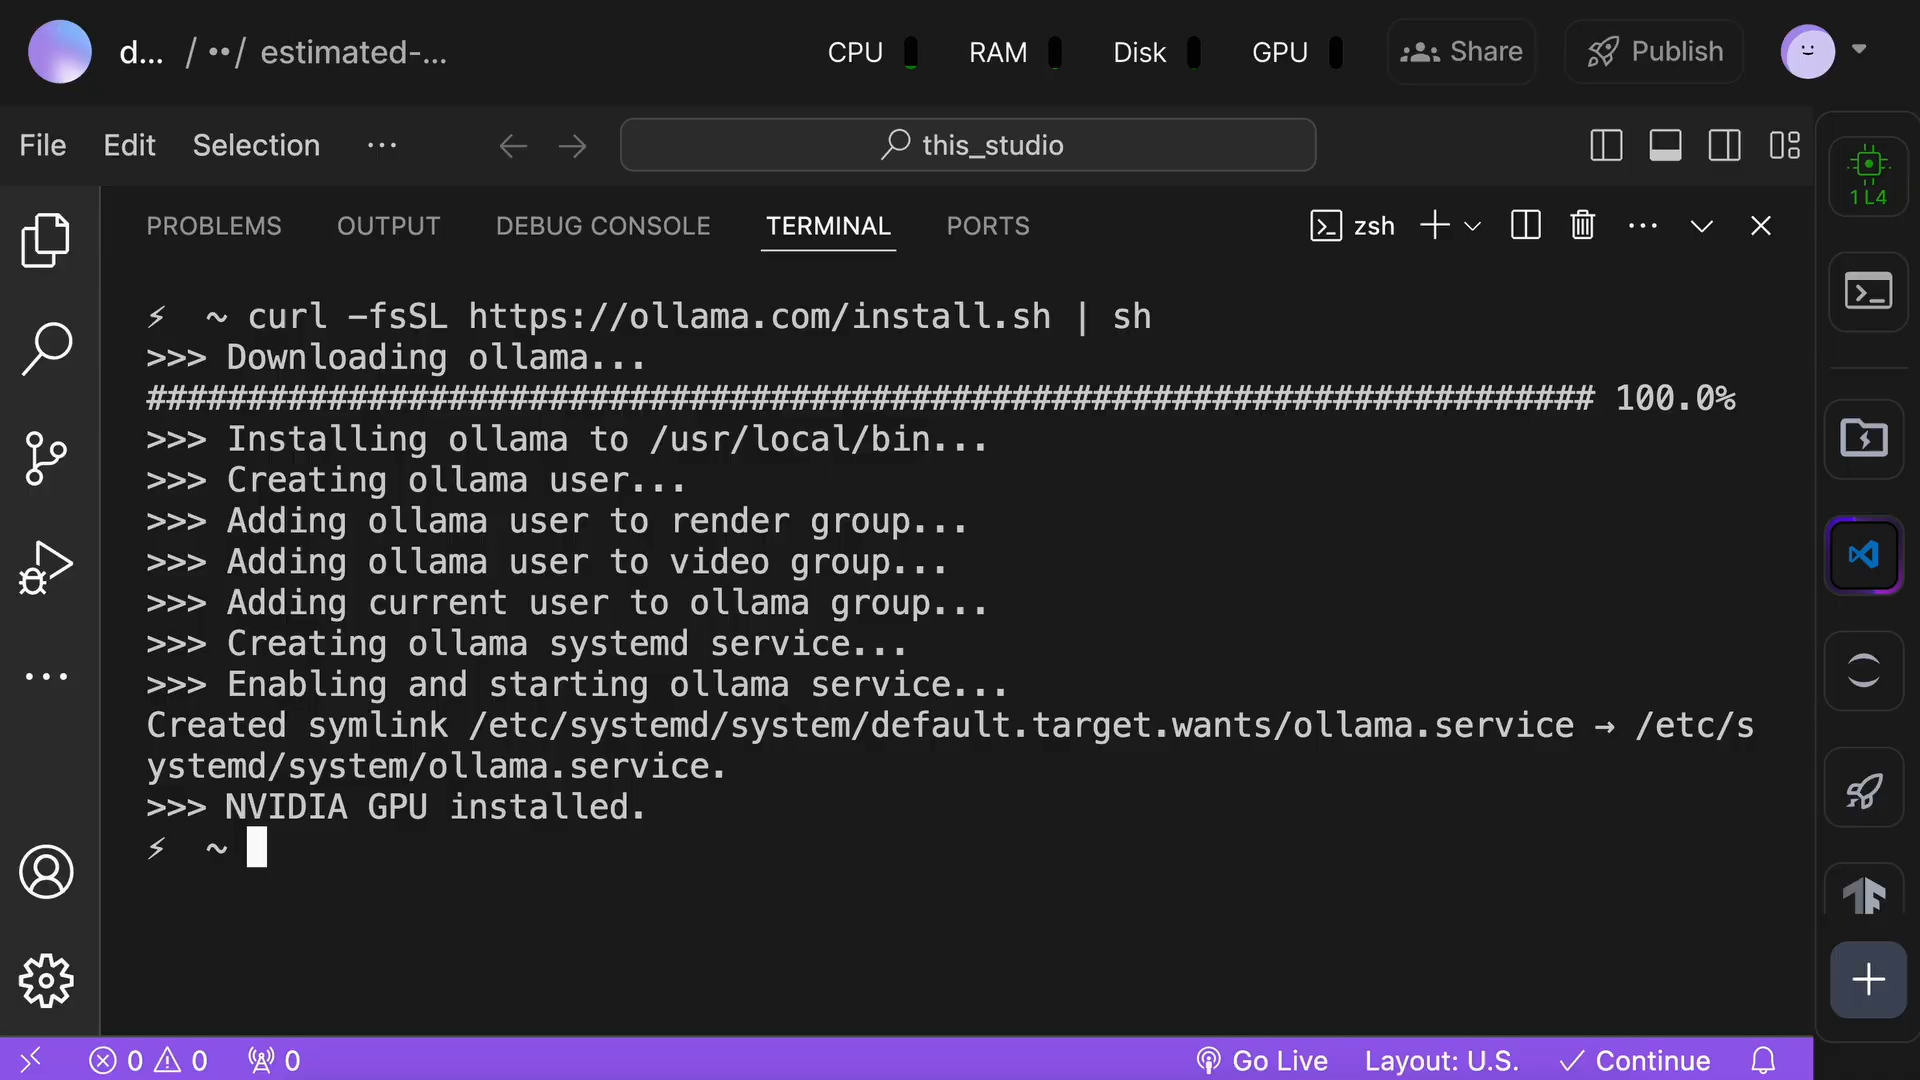 d... / ••/ estimated-...
CPU RAM Disk GPU Share Publish
File Edit Selection ··· this_studio
1 L4
PROBLEMS OUTPUT DEBUG CONSOLE TERMINAL PORTS zsh
⚡ ~ curl -fsSL https://ollama.com/install.sh | sh
>>> Downloading ollama...
######################################################################## 100.0%
>>> Installing ollama to /usr/local/bin...
>>> Creating ollama user...
>>> Adding ollama user to render group...
>>> Adding ollama user to video group...
>>> Adding current user to ollama group...
>>> Creating ollama systemd service...
>>> Enabling and starting ollama service...
Created symlink /etc/systemd/system/default.target.wants/ollama.service → /etc/s
ystemd/system/ollama.service.
>>> NVIDIA GPU installed.
⚡ ~
0 0 0 Go Live Layout: U.S. Continue